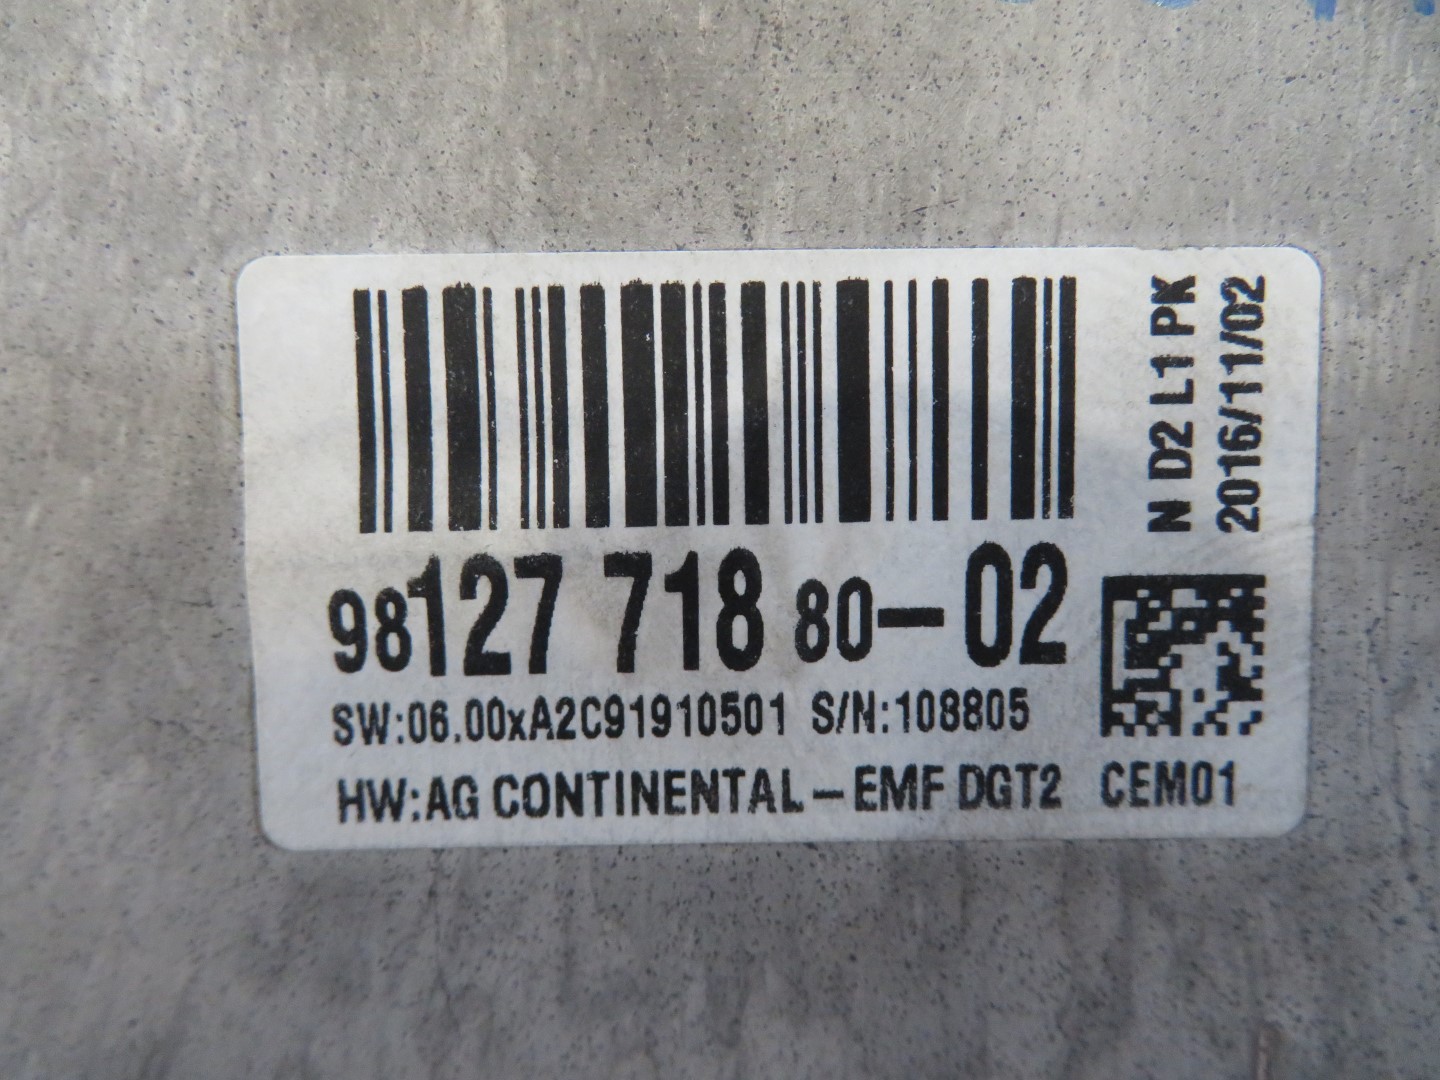 98127 718 80-02
SW:06.00xA2C91910501 S/N:108805
HW:AG CONTINENTAL-EMF DGT2 CEM01
N D2 L1 PK
2016/11/02